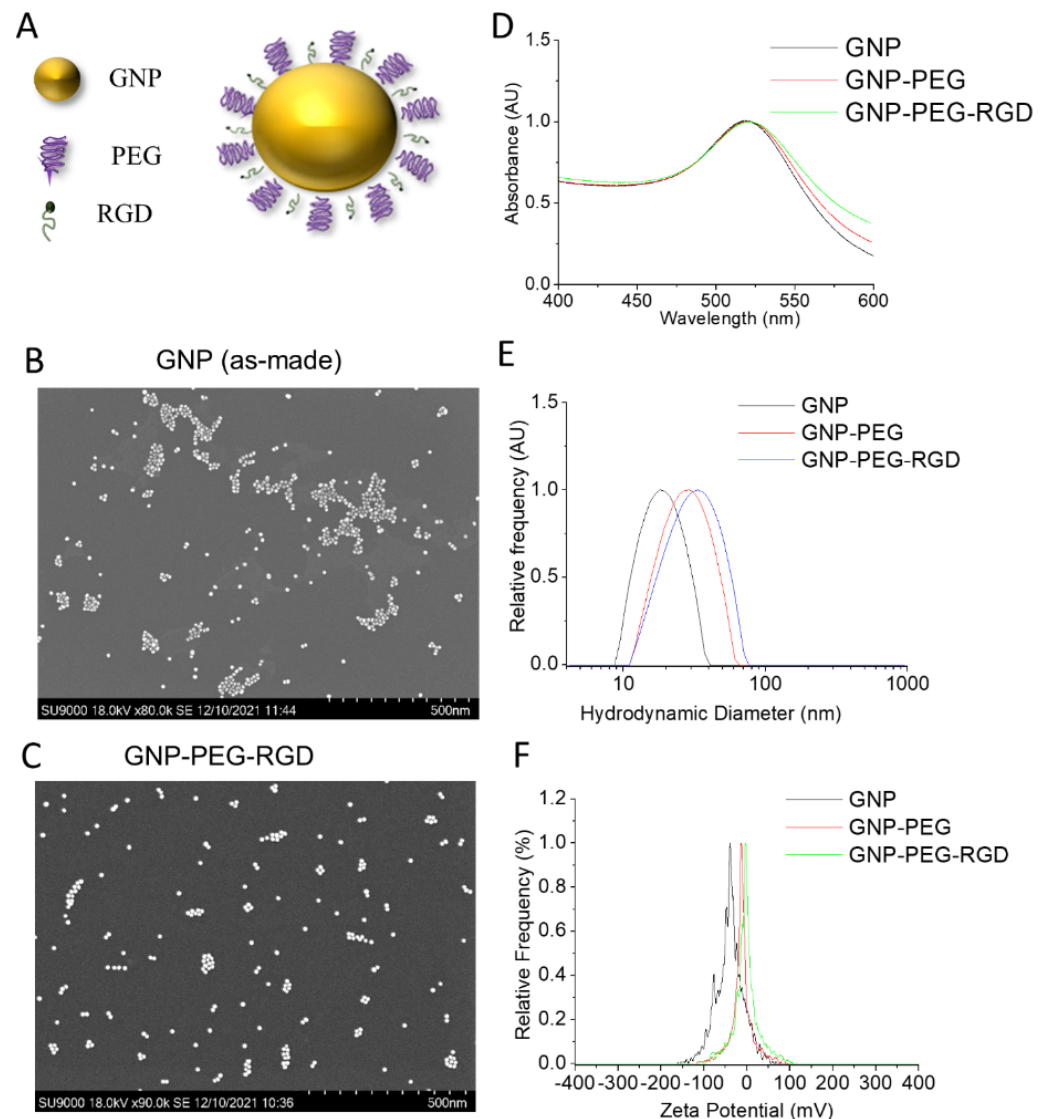 A
GNP
PEG
RGD
B
GNP (as-made)
SU9000 18.0kV x80.0k SE 12/10/2021 11:44
500nm
C
GNP-PEG-RGD
SU9000 18.0kV x90.0k SE 12/10/2021 10:36
500nm
D
GNP
GNP-PEG
GNP-PEG-RGD
Absorbance (AU)
1.5
1.0
0.5
0.0
400 450 500 550 600
Wavelength (nm)
E
GNP
GNP-PEG
GNP-PEG-RGD
Relative frequency (AU)
1.5
1.0
0.5
0.0
10 100 1000
Hydrodynamic Diameter (nm)
F
GNP
GNP-PEG
GNP-PEG-RGD
Relative Frequency (%)
1.2
1.0
0.8
0.6
0.4
0.2
0.0
-400 -300 -200 -100 0 100 200 300 400
Zeta Potential (mV)